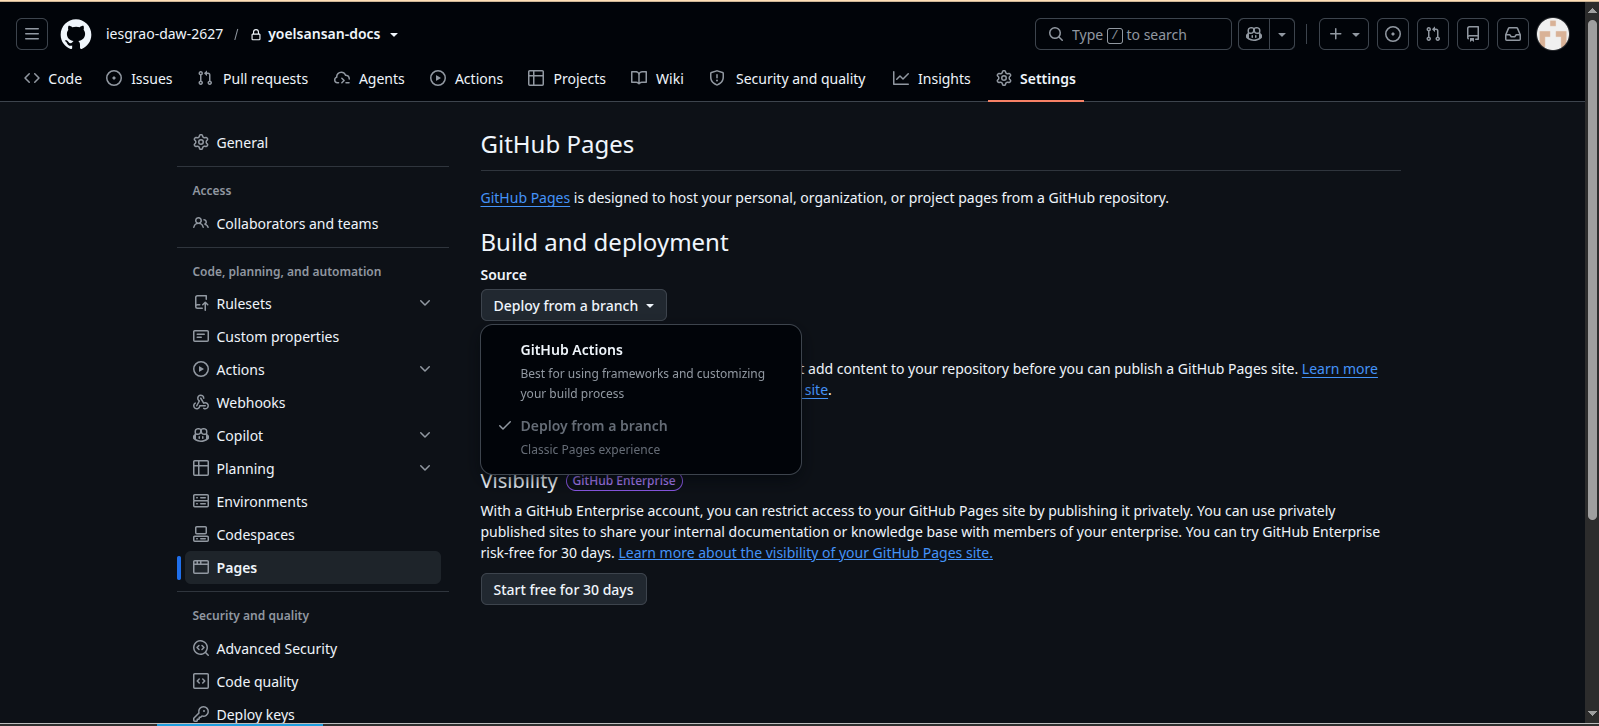 iesgrao-daw-2627 / yoelsansan-docs
Type / to search
Code Issues Pull requests Agents Actions Projects Wiki Security and quality Insights Settings
General
Access
Collaborators and teams
Code, planning, and automation
Rulesets
Custom properties
Actions
Webhooks
Copilot
Planning
Environments
Codespaces
Pages
Security and quality
Advanced Security
Code quality
Deploy keys
GitHub Pages
GitHub Pages is designed to host your personal, organization, or project pages from a GitHub repository.
Build and deployment
Source
Deploy from a branch
GitHub Actions
Best for using frameworks and customizing
your build process
Deploy from a branch
Classic Pages experience
add content to your repository before you can publish a GitHub Pages site. Learn more
site.
Visibility GitHub Enterprise
With a GitHub Enterprise account, you can restrict access to your GitHub Pages site by publishing it privately. You can use privately
published sites to share your internal documentation or knowledge base with members of your enterprise. You can try GitHub Enterprise
risk-free for 30 days. Learn more about the visibility of your GitHub Pages site.
Start free for 30 days